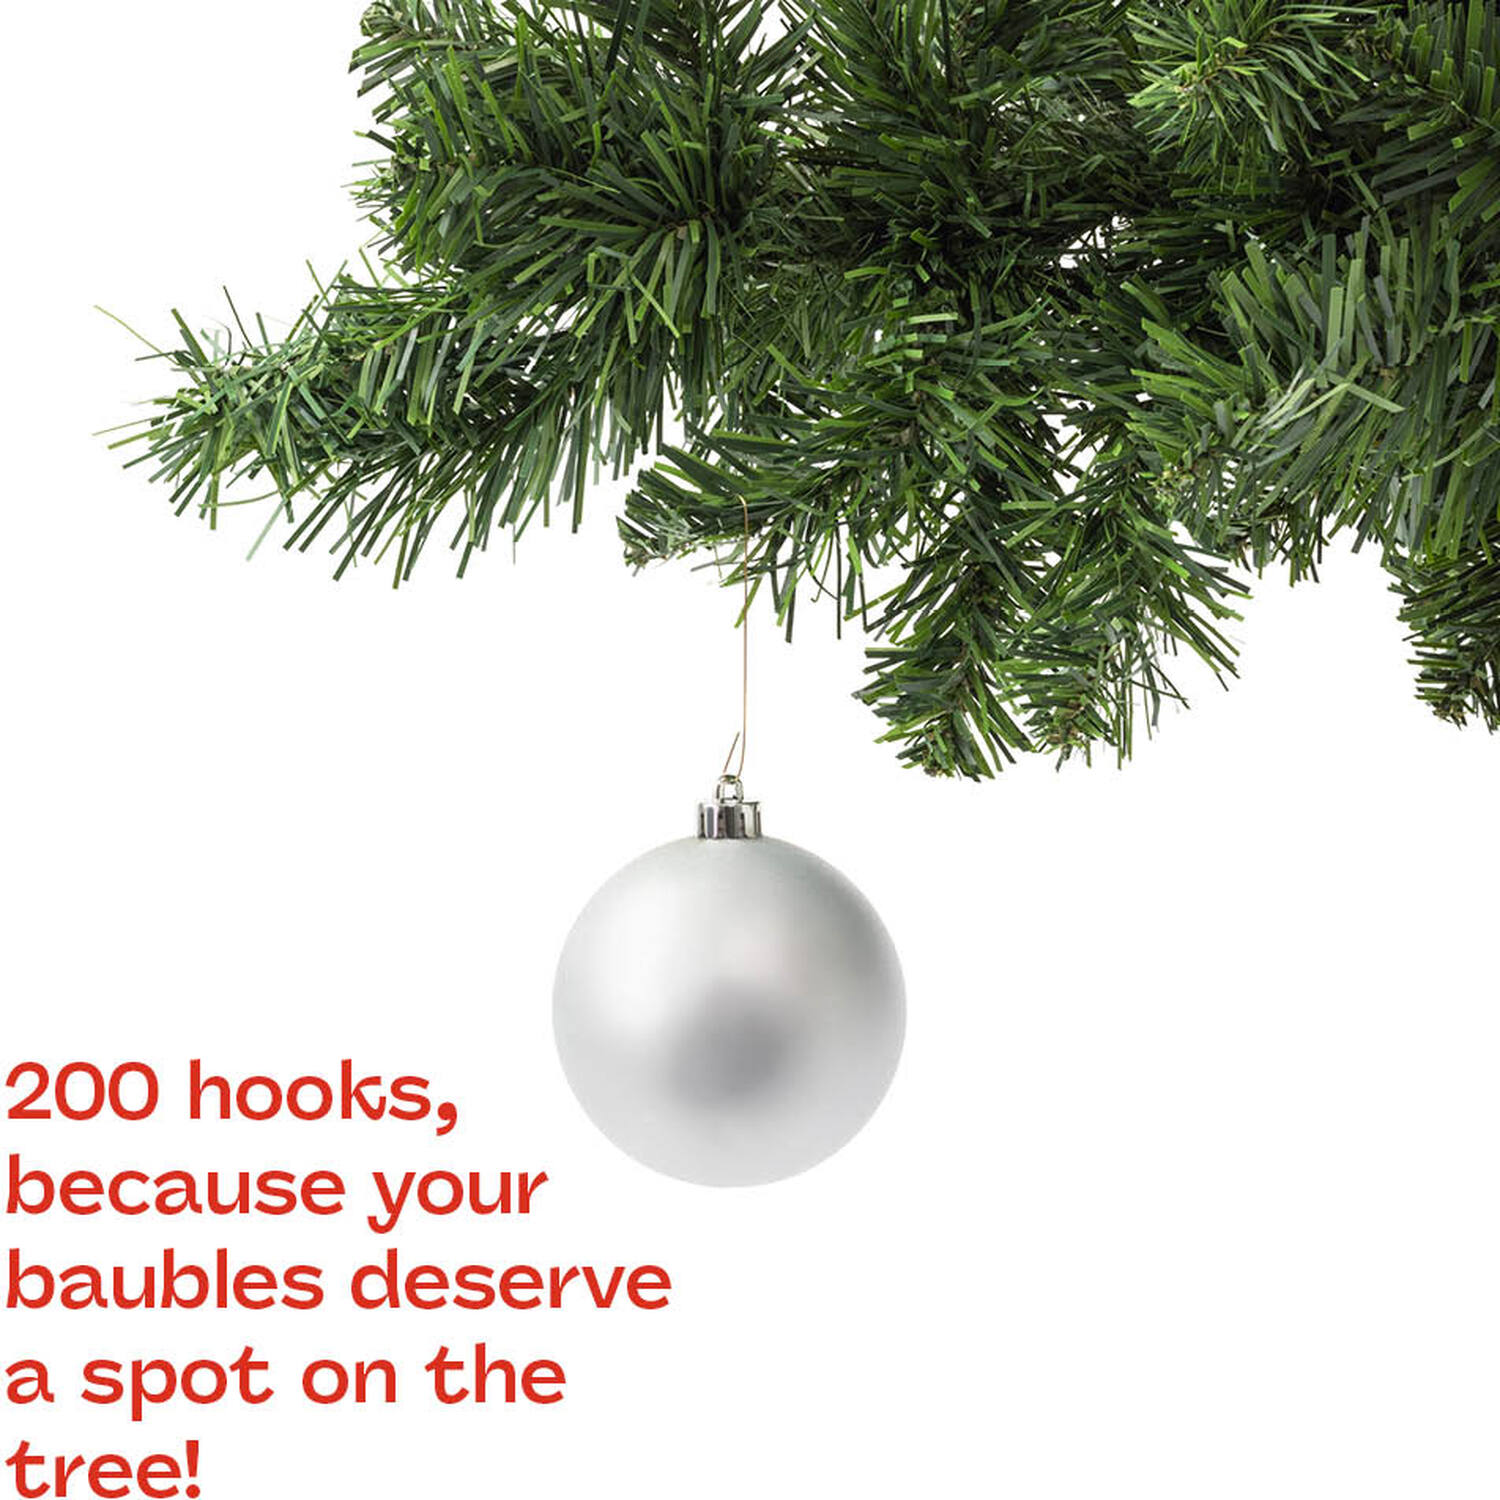 200 hooks,
because your
baubles deserve
a spot on the
tree!